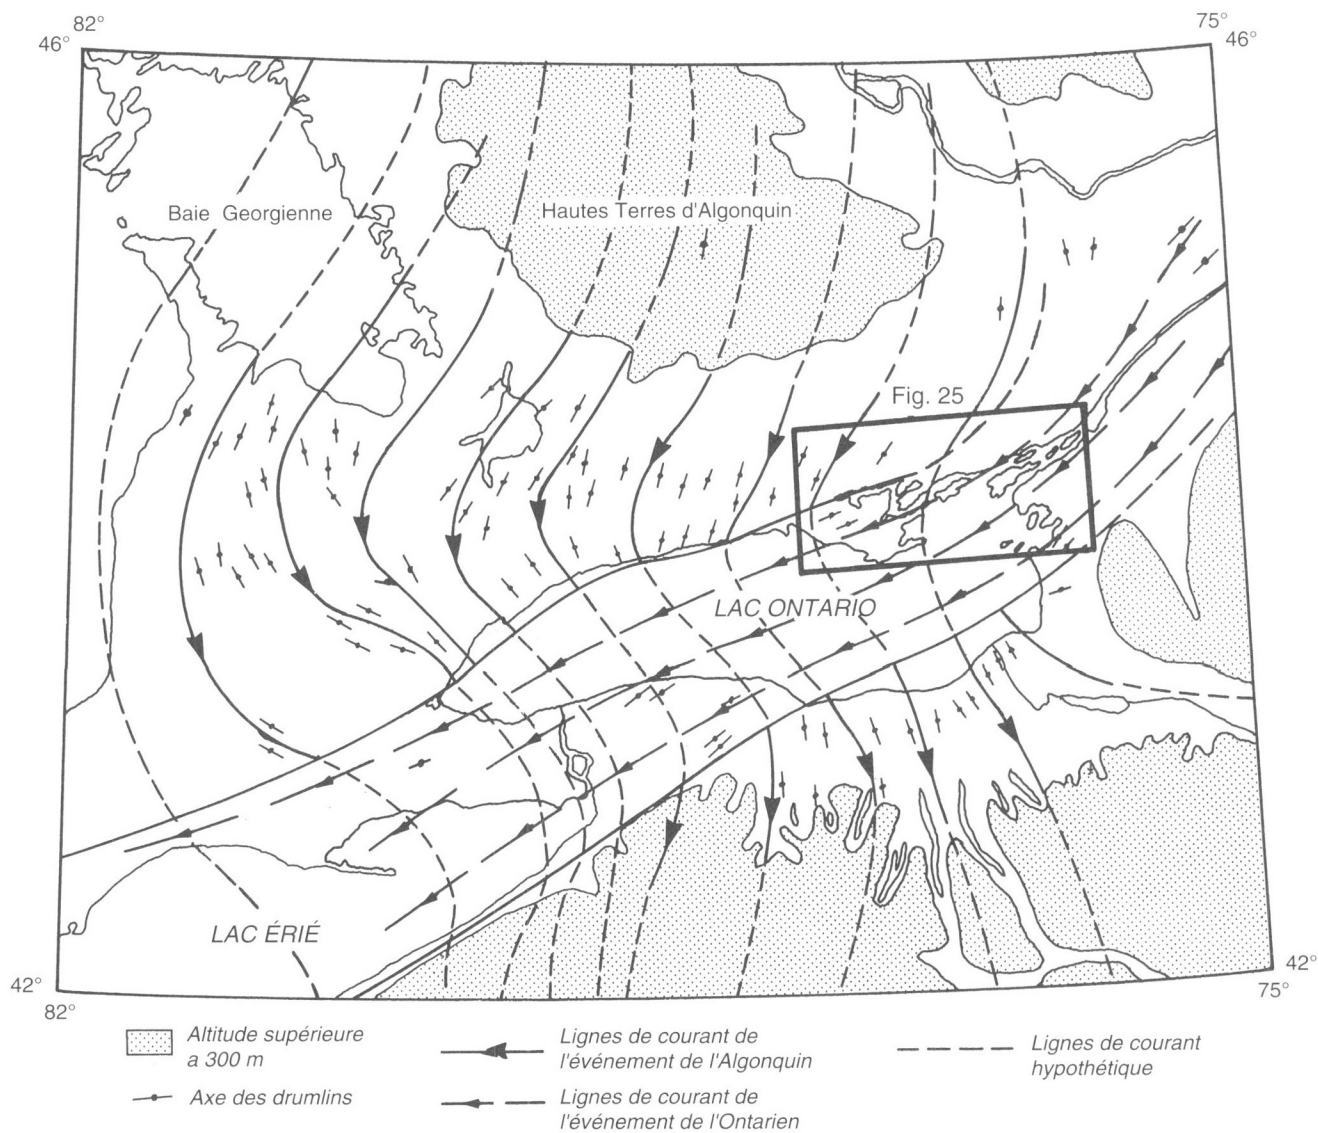 82°
75°
46°
46°
Baie Georgienne
Hautes Terres d'Algonquin
Fig. 25
LAC ONTARIO
LAC ÉRIÉ
42°
42°
82°
75°
Altitude supérieure
a 300 m
Axe des drumlins
Lignes de courant de
l'événement de l'Algonquin
Lignes de courant de
l'événement de l'Ontarien
Lignes de courant
hypothétique